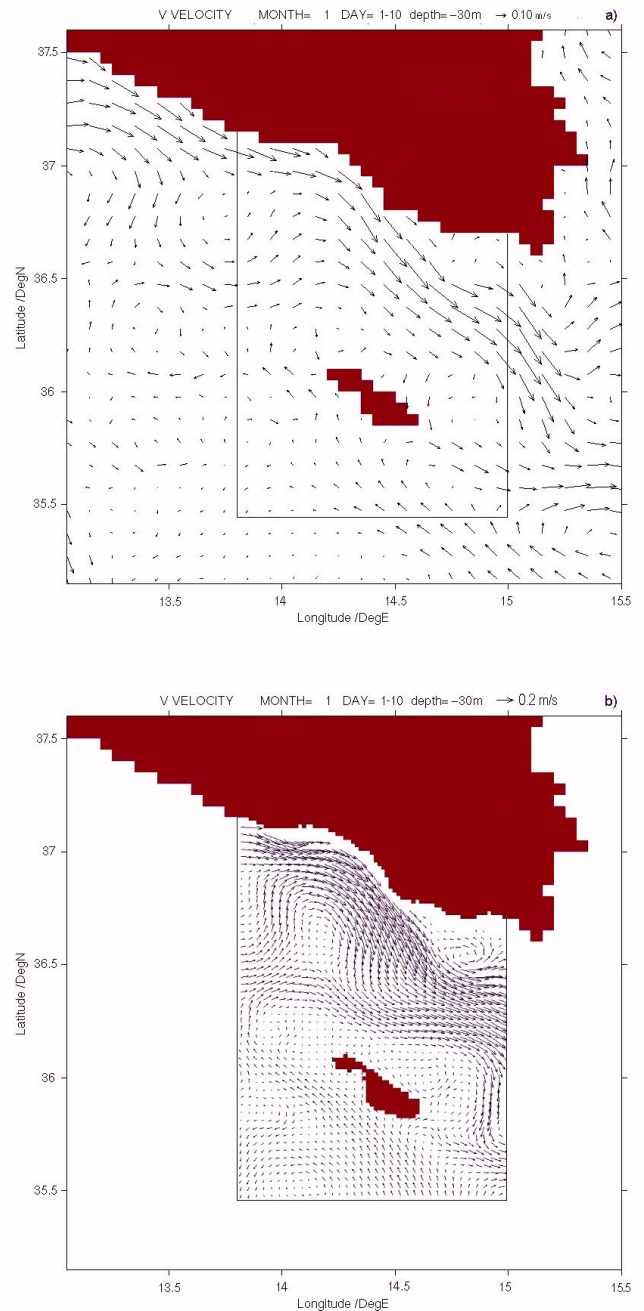 V VELOCITY MONTH= 1 DAY= 1-10 depth= -30m → 0.10 m/s a)
37.5
37
36.5
36
35.5
Latitude /DegN
13.5 14 14.5 15 15.5
Longitude /DegE
V VELOCITY MONTH= 1 DAY= 1-10 depth= -30m → 0.2 m/s b)
37.5
37
36.5
36
35.5
Latitude /DegN
13.5 14 14.5 15 15.5
Longitude /DegE